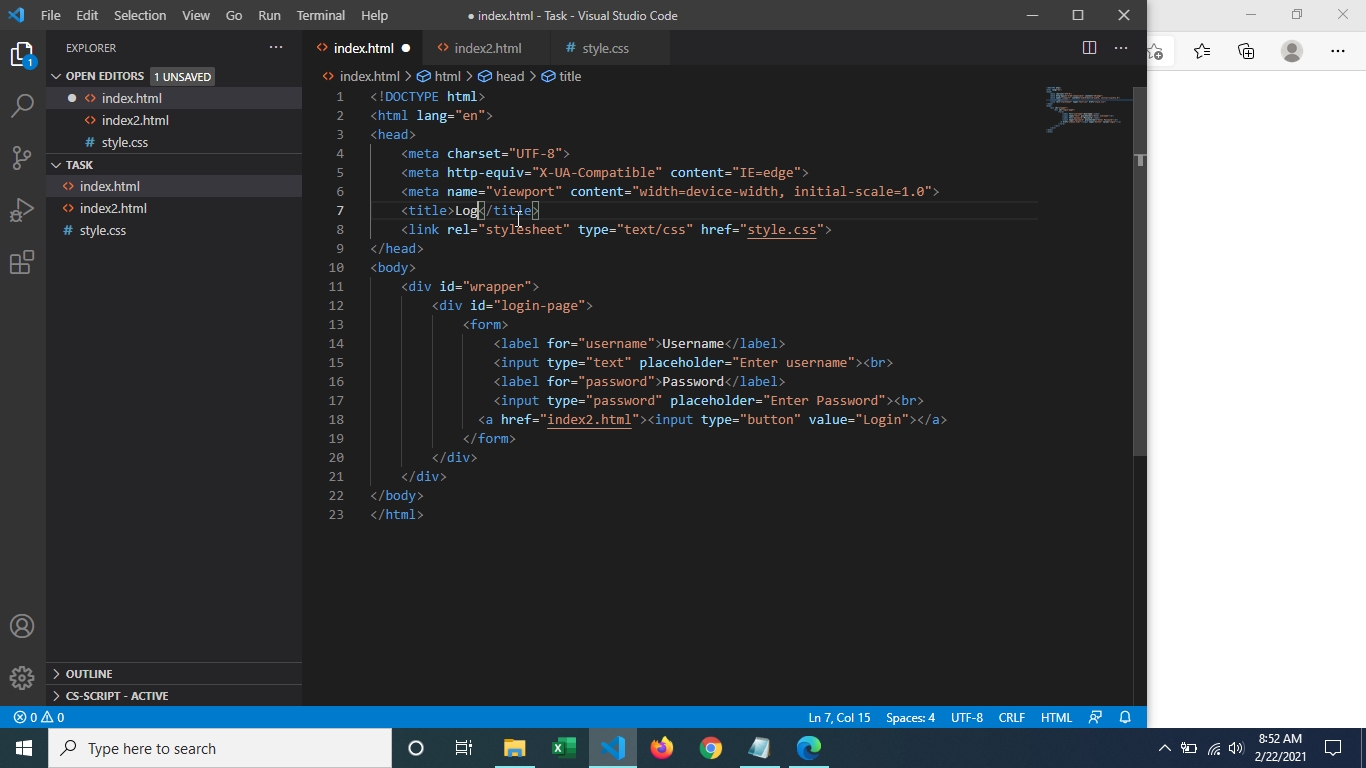 File Edit Selection View Go Run Terminal Help
● index.html - Task - Visual Studio Code
EXPLORER
OPEN EDITORS 1 UNSAVED
index.html
index2.html
style.css
TASK
index.html
index2.html
style.css
OUTLINE
CS-SCRIPT - ACTIVE
1
index.html index2.html style.css
index.html > html > head > title
1 <!DOCTYPE html>
2 <html lang="en">
3 <head>
4 <meta charset="UTF-8">
5 <meta http-equiv="X-UA-Compatible" content="IE=edge">
6 <meta name="viewport" content="width=device-width, initial-scale=1.0">
7 <title>Log</title>
8 <link rel="stylesheet" type="text/css" href="style.css">
9 </head>
10 <body>
11 <div id="wrapper">
12 <div id="login-page">
13 <form>
14 <label for="username">Username</label>
15 <input type="text" placeholder="Enter username"><br>
16 <label for="password">Password</label>
17 <input type="password" placeholder="Enter Password"><br>
18 <a href="index2.html"><input type="button" value="Login"></a>
19 </form>
20 </div>
21 </div>
22 </body>
23 </html>
0 0 Ln 7, Col 15 Spaces: 4 UTF-8 CRLF HTML
Type here to search
8:52 AM
2/22/2021